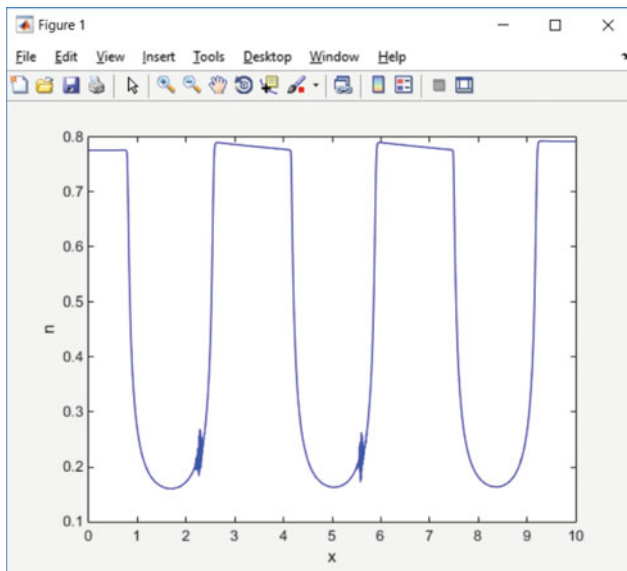 Figure 1
File Edit View Insert Tools Desktop Window Help
0.8
0.7
0.6
0.5
n
0.4
0.3
0.2
0.1
0 1 2 3 4 5 6 7 8 9 10
x